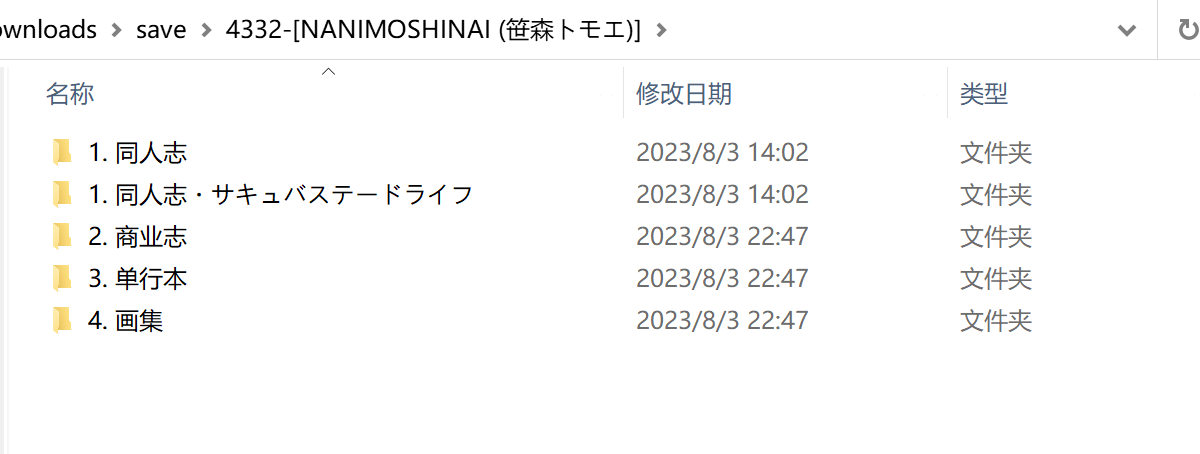 ownloads > save > 4332-[NANIMOSHINAI (笹森トモエ)] >
名称 修改日期 类型
1. 同人志 2023/8/3 14:02 文件夹
1. 同人志・サキュバステードライフ 2023/8/3 14:02 文件夹
2. 商业志 2023/8/3 22:47 文件夹
3. 单行本 2023/8/3 22:47 文件夹
4. 画集 2023/8/3 22:47 文件夹